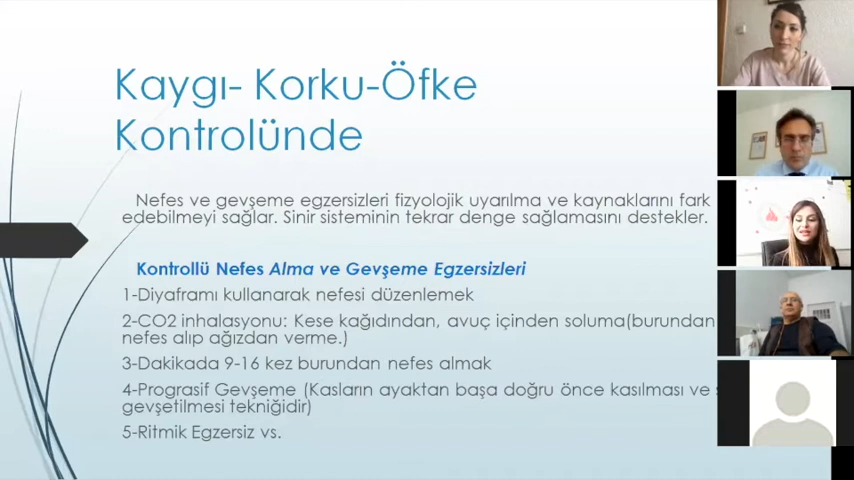 Kaygı- Korku-Öfke
Kontrolünde
Nefes ve gevşeme egzersizleri fizyolojik uyarılma ve kaynaklarını fark
edebilmeyi sağlar. Sinir sisteminin tekrar denge sağlamasını destekler.
Kontrollü Nefes Alma ve Gevşeme Egzersizleri
1-Diyaframı kullanarak nefesi düzenlemek
2-CO2 inhalasyonu: Kese kağıdından, avuç içinden soluma(burundan
nefes alıp ağızdan verme.)
3-Dakikada 9-16 kez burundan nefes almak
4-Prograsif Gevşeme (Kasların ayaktan başa doğru önce kasılması ve
gevşetilmesi tekniğidir)
5-Ritmik Egzersiz vs.